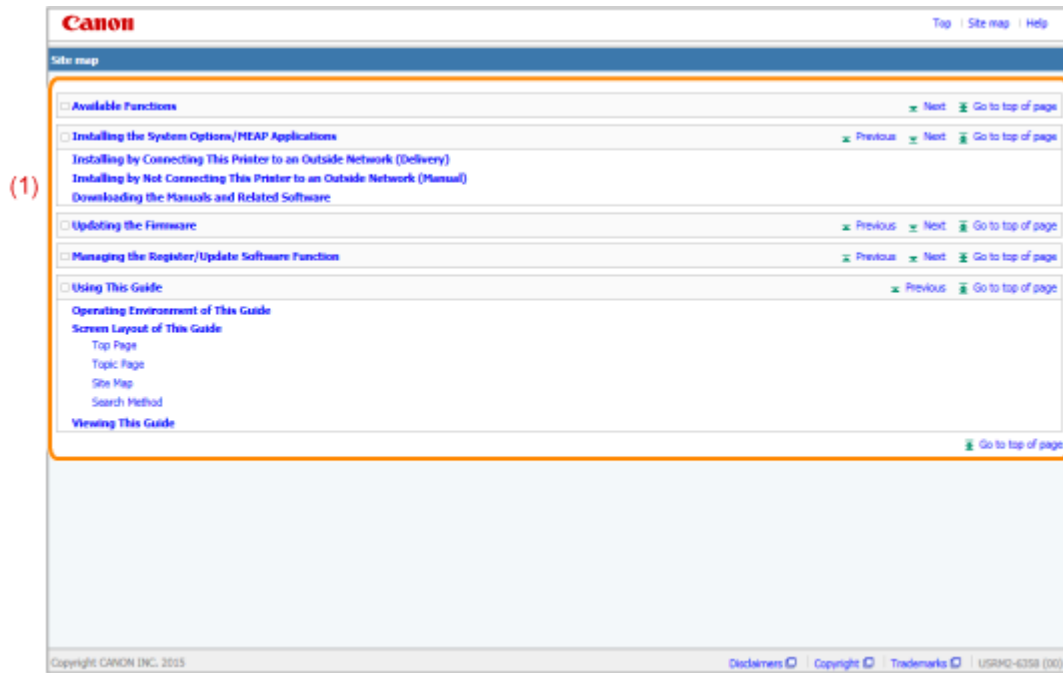 Canon
Top | Site map | Help
Site map
Available Functions Next Go to top of page
Installing the System Options/MEAP Applications Previous Next Go to top of page
Installing by Connecting This Printer to an Outside Network (Delivery)
(1)
Installing by Not Connecting This Printer to an Outside Network (Manual)
Downloading the Manuals and Related Software
Updating the Firmware Previous Next Go to top of page
Managing the Register/Update Software Function Previous Next Go to top of page
Using This Guide Previous Go to top of page
Operating Environment of This Guide
Screen Layout of This Guide
Top Page
Topic Page
Site Map
Search Method
Viewing This Guide
Go to top of page
Copyright CANON INC. 2015 Disclaimers | Copyright | Trademarks | USRM2-6358 (00)